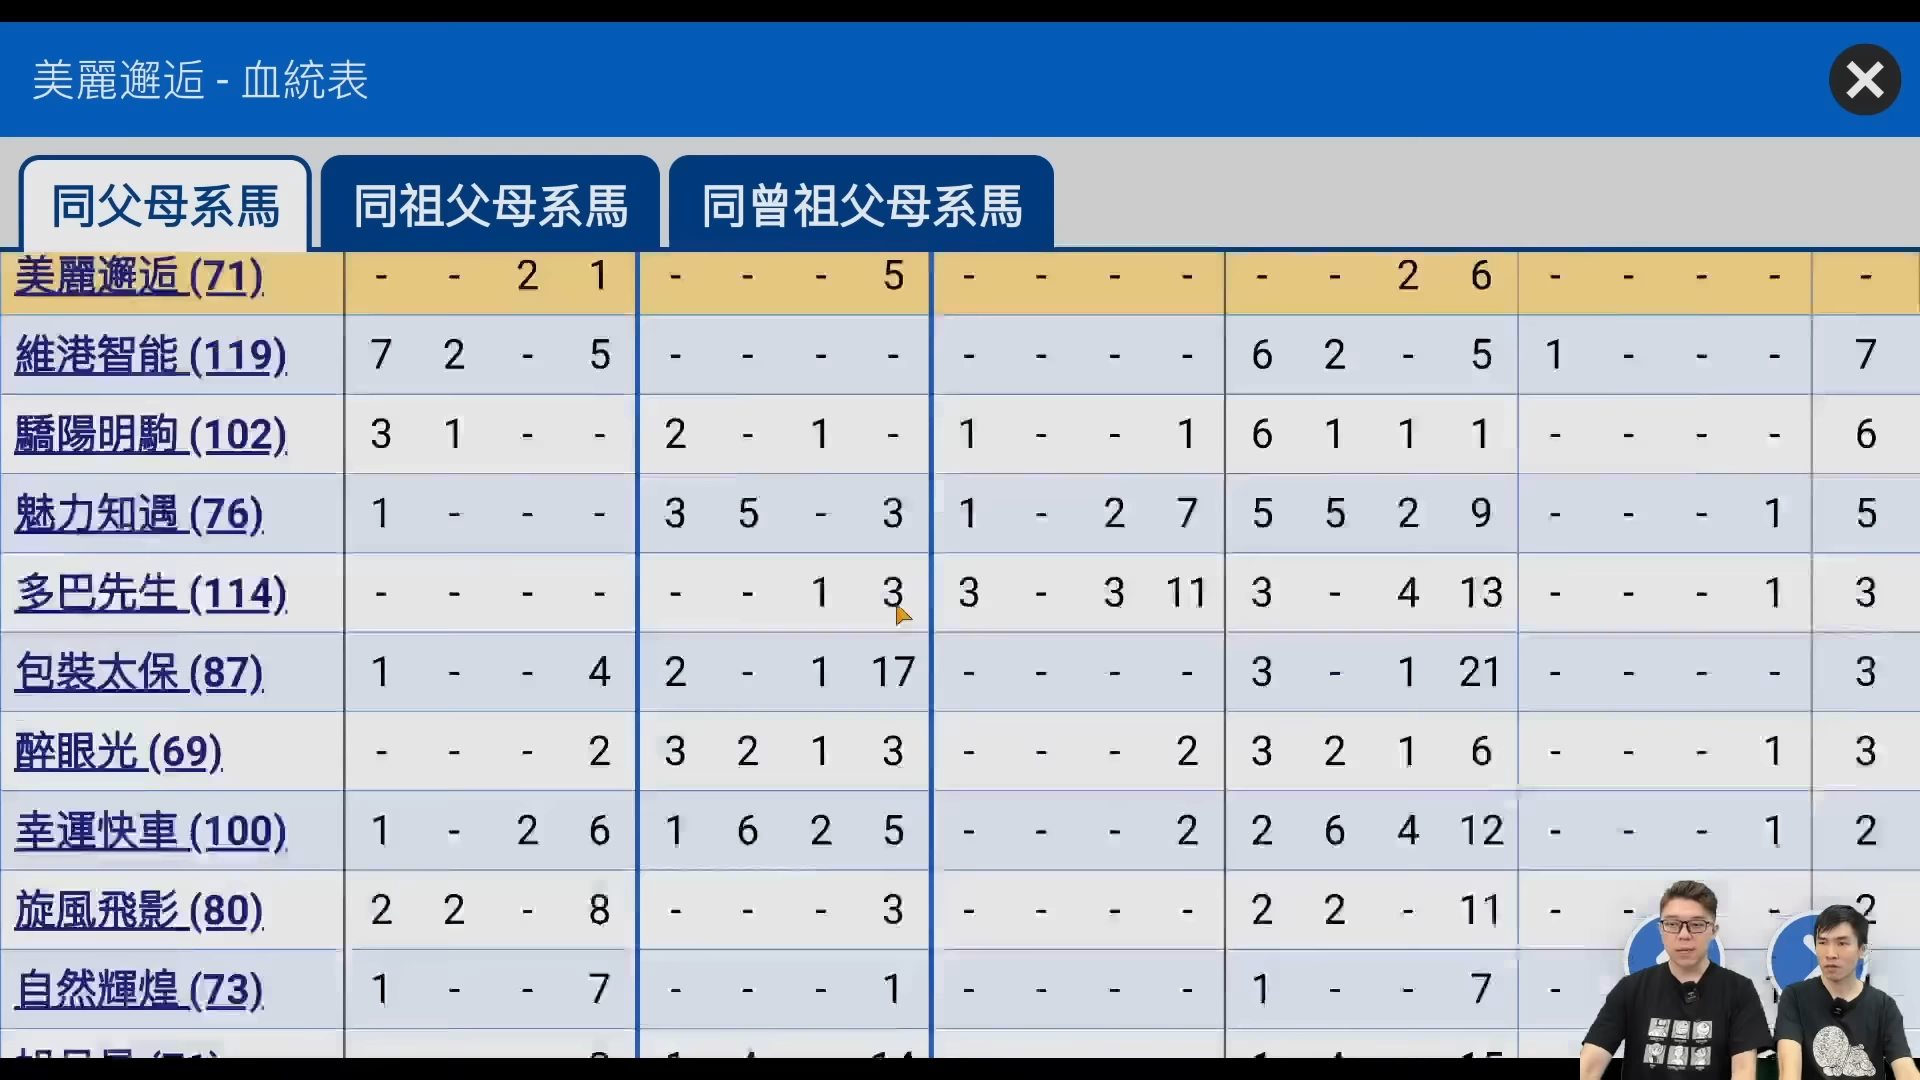 美麗邂逅 - 血統表
同父母系馬 同祖父母系馬 同曾祖父母系馬
美麗邂逅 (71) - - 2 1 - - - 5 - - - - - - 2 6 - - - - -
維港智能 (119) 7 2 - 5 - - - - - - - - 6 2 - 5 1 - - - 7
驕陽明駒 (102) 3 1 - - 2 - 1 - 1 - - 1 6 1 1 1 - - - - 6
魅力知遇 (76) 1 - - - 3 5 - 3 1 - 2 7 5 5 2 9 - - - 1 5
多巴先生 (114) - - - - - - 1 3 3 - 3 11 3 - 4 13 - - - 1 3
包裝太保 (87) 1 - - 4 2 - 1 17 - - - - 3 - 1 21 - - - - 3
醉眼光 (69) - - - 2 3 2 1 3 - - - 2 3 2 1 6 - - - 1 3
幸運快車 (100) 1 - 2 6 1 6 2 5 - - - 2 2 6 4 12 - - - 1 2
旋風飛影 (80) 2 2 - 8 - - - 3 - - - - 2 2 - 11 - - - - 2
自然輝煌 (73) 1 - - 7 - - - 1 - - - - 1 - - 7 -